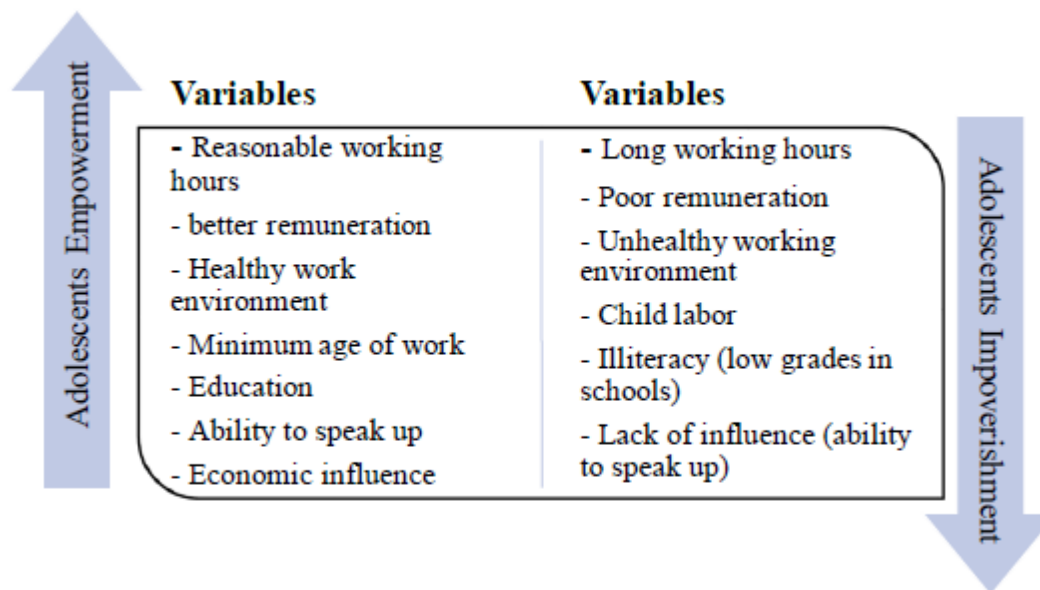 Adolescents Empowerment
Variables
- Reasonable working
hours
- better remuneration
- Healthy work
environment
- Minimum age of work
- Education
- Ability to speak up
- Economic influence
Variables
- Long working hours
- Poor remuneration
- Unhealthy working
environment
- Child labor
- Illiteracy (low grades in
schools)
- Lack of influence (ability
to speak up)
Adolescents Impoverishment